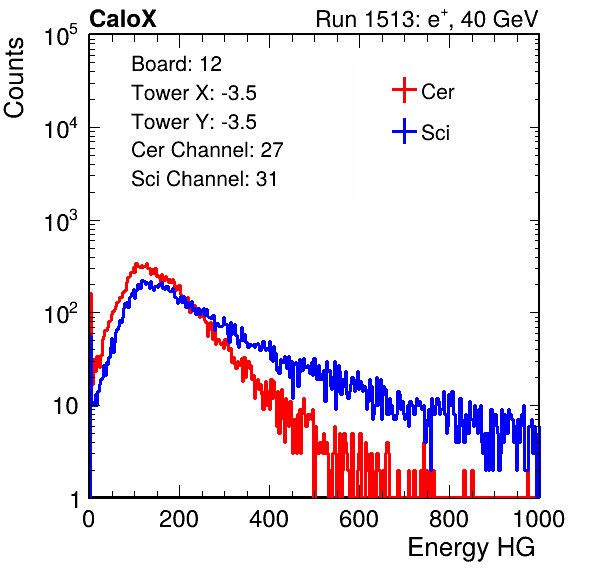 CaloX Run 1513: e⁺, 40 GeV
Counts
Board: 12
Tower X: -3.5
Tower Y: -3.5
Cer Channel: 27
Sci Channel: 31
Cer
Sci
10⁵
10⁴
10³
10²
10
1
0 200 400 600 800 1000
Energy HG